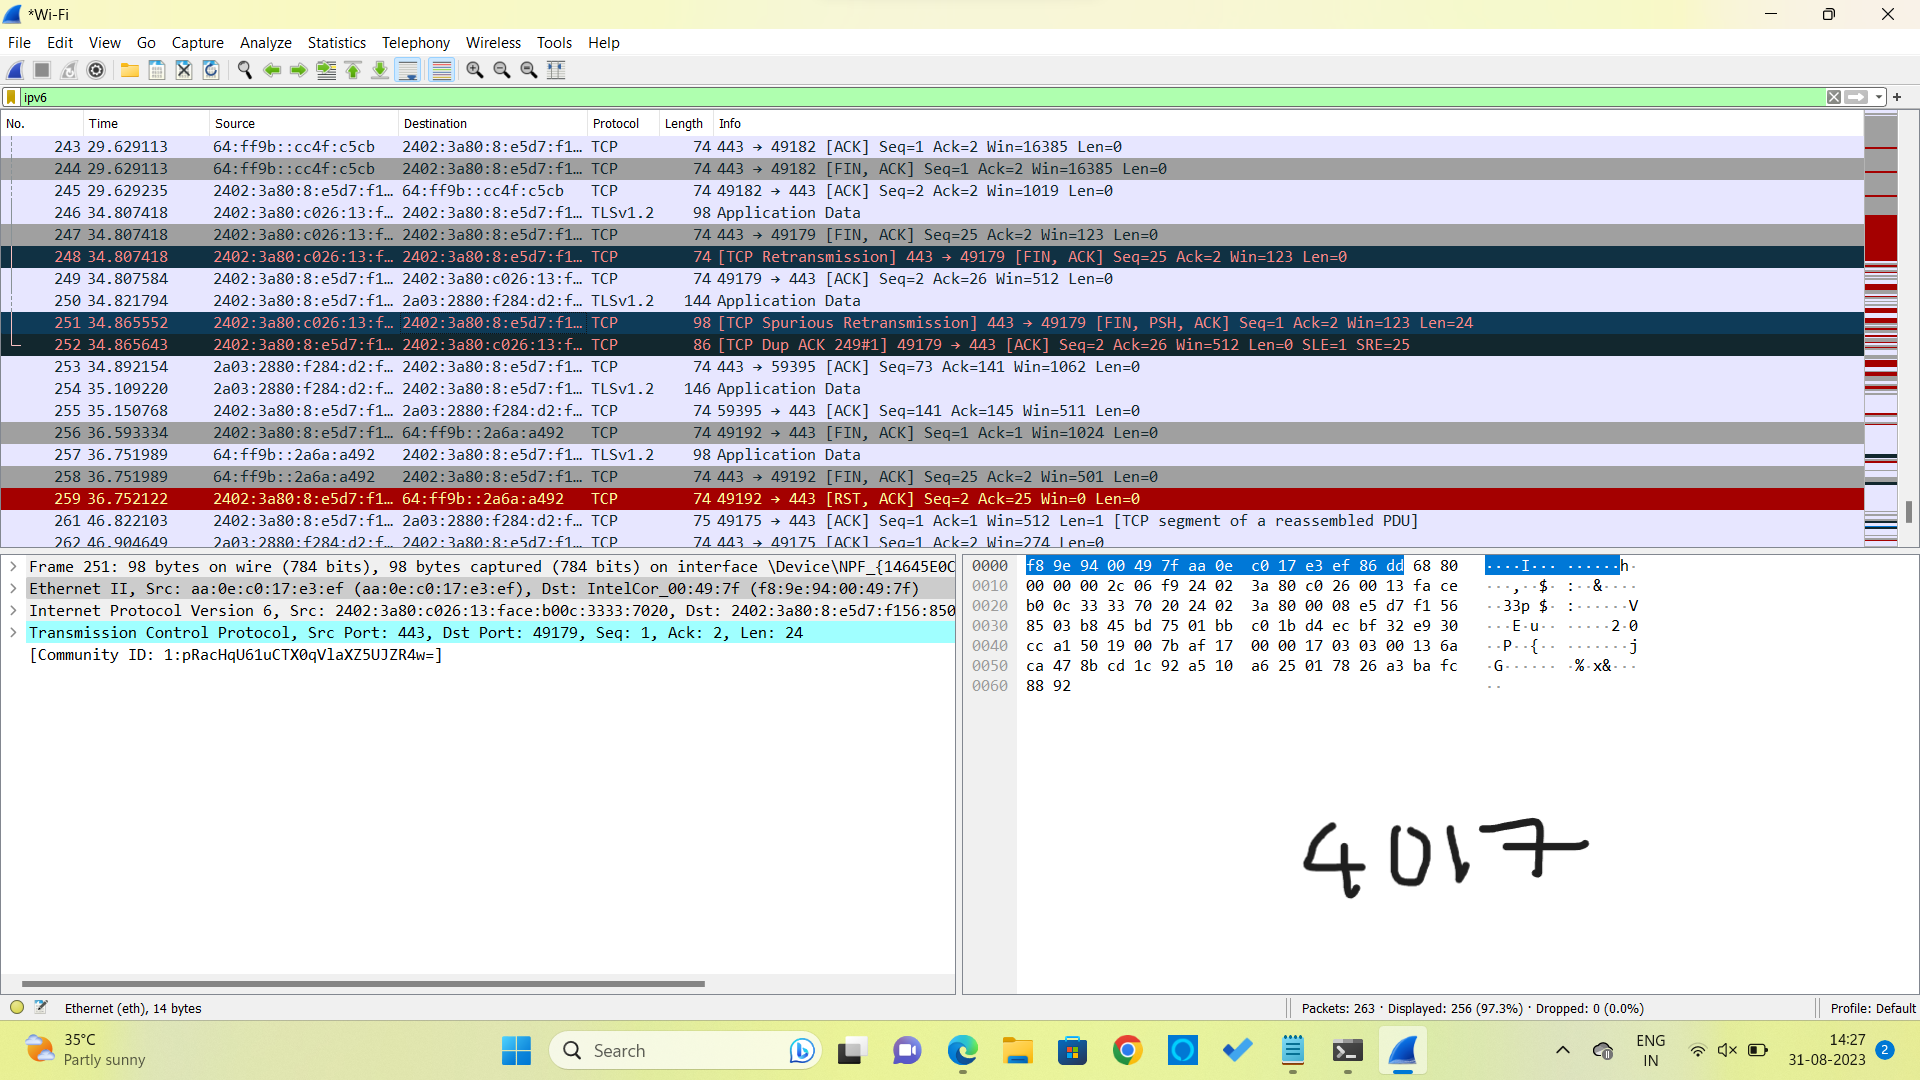 *Wi-Fi
File Edit View Go Capture Analyze Statistics Telephony Wireless Tools Help
ipv6
No. Time Source Destination Protocol Length Info
243 29.629113 64:ff9b::cc4f:c5cb 2402:3a80:8:e5d7:f1… TCP 74 443 → 49182 [ACK] Seq=1 Ack=2 Win=16385 Len=0
244 29.629113 64:ff9b::cc4f:c5cb 2402:3a80:8:e5d7:f1… TCP 74 443 → 49182 [FIN, ACK] Seq=1 Ack=2 Win=16385 Len=0
245 29.629235 2402:3a80:8:e5d7:f1… 64:ff9b::cc4f:c5cb TCP 74 49182 → 443 [ACK] Seq=2 Ack=2 Win=1019 Len=0
246 34.807418 2402:3a80:c026:13:f… 2402:3a80:8:e5d7:f1… TLSv1.2 98 Application Data
247 34.807418 2402:3a80:c026:13:f… 2402:3a80:8:e5d7:f1… TCP 74 443 → 49179 [FIN, ACK] Seq=25 Ack=2 Win=123 Len=0
248 34.807418 2402:3a80:c026:13:f… 2402:3a80:8:e5d7:f1… TCP 74 [TCP Retransmission] 443 → 49179 [FIN, ACK] Seq=25 Ack=2 Win=123 Len=0
249 34.807584 2402:3a80:8:e5d7:f1… 2402:3a80:c026:13:f… TCP 74 49179 → 443 [ACK] Seq=2 Ack=26 Win=512 Len=0
250 34.821794 2402:3a80:8:e5d7:f1… 2a03:2880:f284:d2:f… TLSv1.2 144 Application Data
251 34.865552 2402:3a80:c026:13:f… 2402:3a80:8:e5d7:f1… TCP 98 [TCP Spurious Retransmission] 443 → 49179 [FIN, PSH, ACK] Seq=1 Ack=2 Win=123 Len=24
252 34.865643 2402:3a80:8:e5d7:f1… 2402:3a80:c026:13:f… TCP 86 [TCP Dup ACK 249#1] 49179 → 443 [ACK] Seq=2 Ack=26 Win=512 Len=0 SLE=1 SRE=25
253 34.892154 2a03:2880:f284:d2:f… 2402:3a80:8:e5d7:f1… TCP 74 443 → 59395 [ACK] Seq=73 Ack=141 Win=1062 Len=0
254 35.109220 2a03:2880:f284:d2:f… 2402:3a80:8:e5d7:f1… TLSv1.2 146 Application Data
255 35.150768 2402:3a80:8:e5d7:f1… 2a03:2880:f284:d2:f… TCP 74 59395 → 443 [ACK] Seq=141 Ack=145 Win=511 Len=0
256 36.593334 2402:3a80:8:e5d7:f1… 64:ff9b::2a6a:a492 TCP 74 49192 → 443 [FIN, ACK] Seq=1 Ack=1 Win=1024 Len=0
257 36.751989 64:ff9b::2a6a:a492 2402:3a80:8:e5d7:f1… TLSv1.2 98 Application Data
258 36.751989 64:ff9b::2a6a:a492 2402:3a80:8:e5d7:f1… TCP 74 443 → 49192 [FIN, ACK] Seq=25 Ack=2 Win=501 Len=0
259 36.752122 2402:3a80:8:e5d7:f1… 64:ff9b::2a6a:a492 TCP 74 49192 → 443 [RST, ACK] Seq=2 Ack=25 Win=0 Len=0
261 46.822103 2402:3a80:8:e5d7:f1… 2a03:2880:f284:d2:f… TCP 75 49175 → 443 [ACK] Seq=1 Ack=1 Win=512 Len=1 [TCP segment of a reassembled PDU]
262 46.904649 2a03:2880:f284:d2:f… 2402:3a80:8:e5d7:f1… TCP 74 443 → 49175 [ACK] Seq=1 Ack=2 Win=274 Len=0
Frame 251: 98 bytes on wire (784 bits), 98 bytes captured (784 bits) on interface \Device\NPF_{14645E0C
Ethernet II, Src: aa:0e:c0:17:e3:ef (aa:0e:c0:17:e3:ef), Dst: IntelCor_00:49:7f (f8:9e:94:00:49:7f)
Internet Protocol Version 6, Src: 2402:3a80:c026:13:face:b00c:3333:7020, Dst: 2402:3a80:8:e5d7:f156:850
Transmission Control Protocol, Src Port: 443, Dst Port: 49179, Seq: 1, Ack: 2, Len: 24
[Community ID: 1:pRacHqU61uCTX0qVlaXZ5UJZR4w=]
0000 f8 9e 94 00 49 7f aa 0e c0 17 e3 ef 86 dd 68 80 ····I··· ······h·
0010 00 00 00 2c 06 f9 24 02 3a 80 c0 26 00 13 fa ce ···,··$· :··&····
0020 b0 0c 33 33 70 20 24 02 3a 80 00 08 e5 d7 f1 56 ··33p $· :······V
0030 85 03 b8 45 bd 75 01 bb c0 1b d4 ec bf 32 e9 30 ···E·u·· ·····2·0
0040 cc a1 50 19 00 7b af 17 00 00 17 03 03 00 13 6a ··P··{·· ·······j
0050 ca 47 8b cd 1c 92 a5 10 a6 25 01 78 26 a3 ba fc ·G······ ·%·x&···
0060 88 92 ··
4017
Ethernet (eth), 14 bytes
Packets: 263 · Displayed: 256 (97.3%) · Dropped: 0 (0.0%)
Profile: Default
35°C
Partly sunny
Search
ENG
IN
14:27
31-08-2023
2